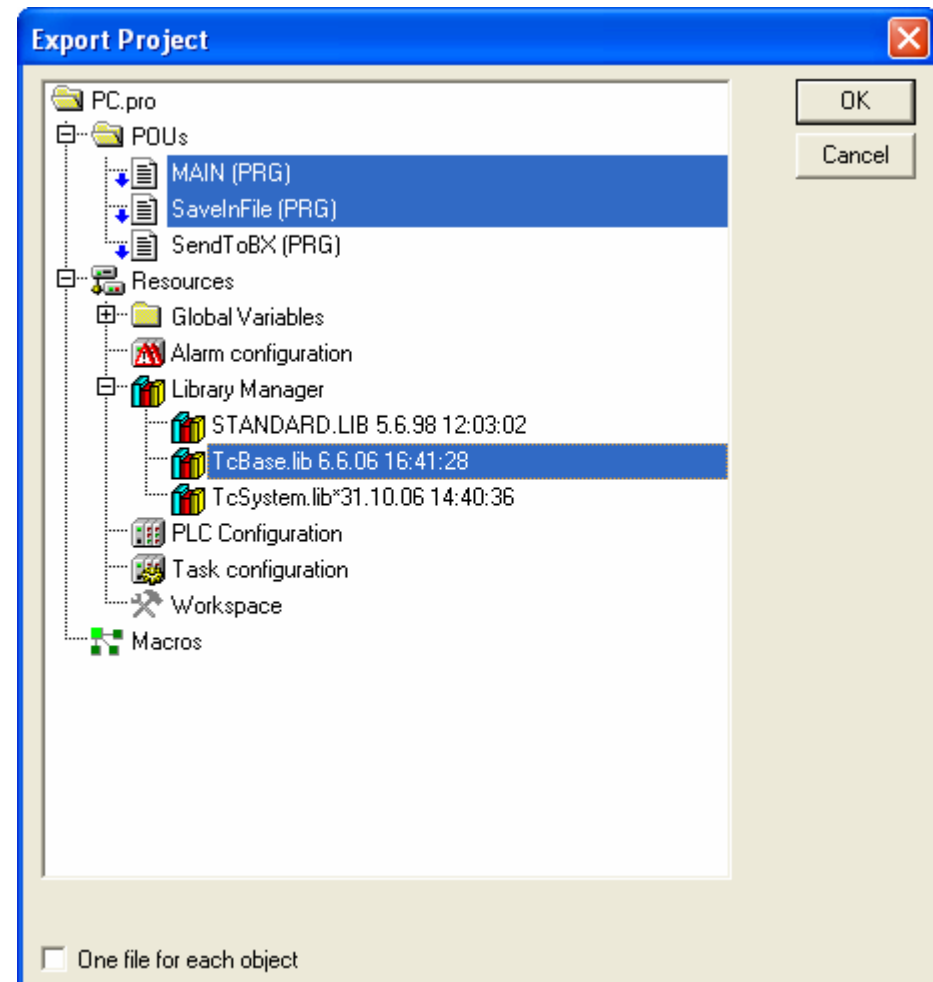 Export Project
PC.pro
OK
POUs
Cancel
MAIN (PRG)
SaveInFile (PRG)
SendToBX (PRG)
Resources
Global Variables
Alarm configuration
Library Manager
STANDARD.LIB 5.6.98 12:03:02
TcBase.lib 6.6.06 16:41:28
TcSystem.lib*31.10.06 14:40:36
PLC Configuration
Task configuration
Workspace
Macros
One file for each object